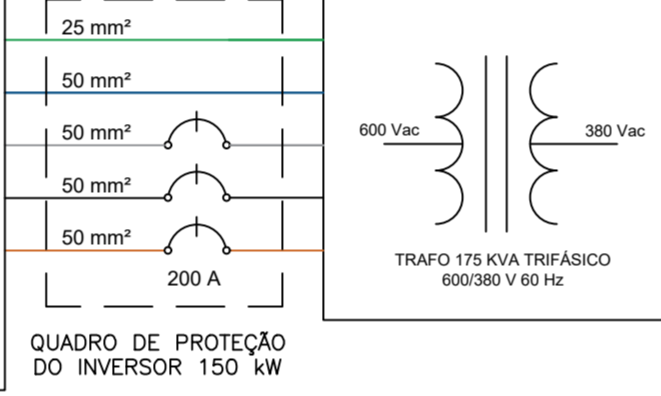 25 mm²
50 mm²
50 mm²
50 mm²
50 mm²
200 A
QUADRO DE PROTEÇÃO
DO INVERSOR 150 kW
600 Vac
380 Vac
TRAFO 175 KVA TRIFÁSICO
600/380 V 60 Hz